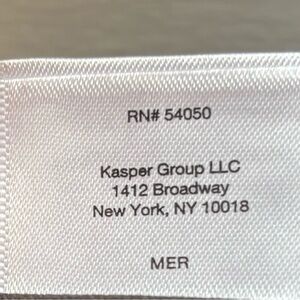 RN# 54050
Kasper Group LLC
1412 Broadway
New York, NY 10018
MER